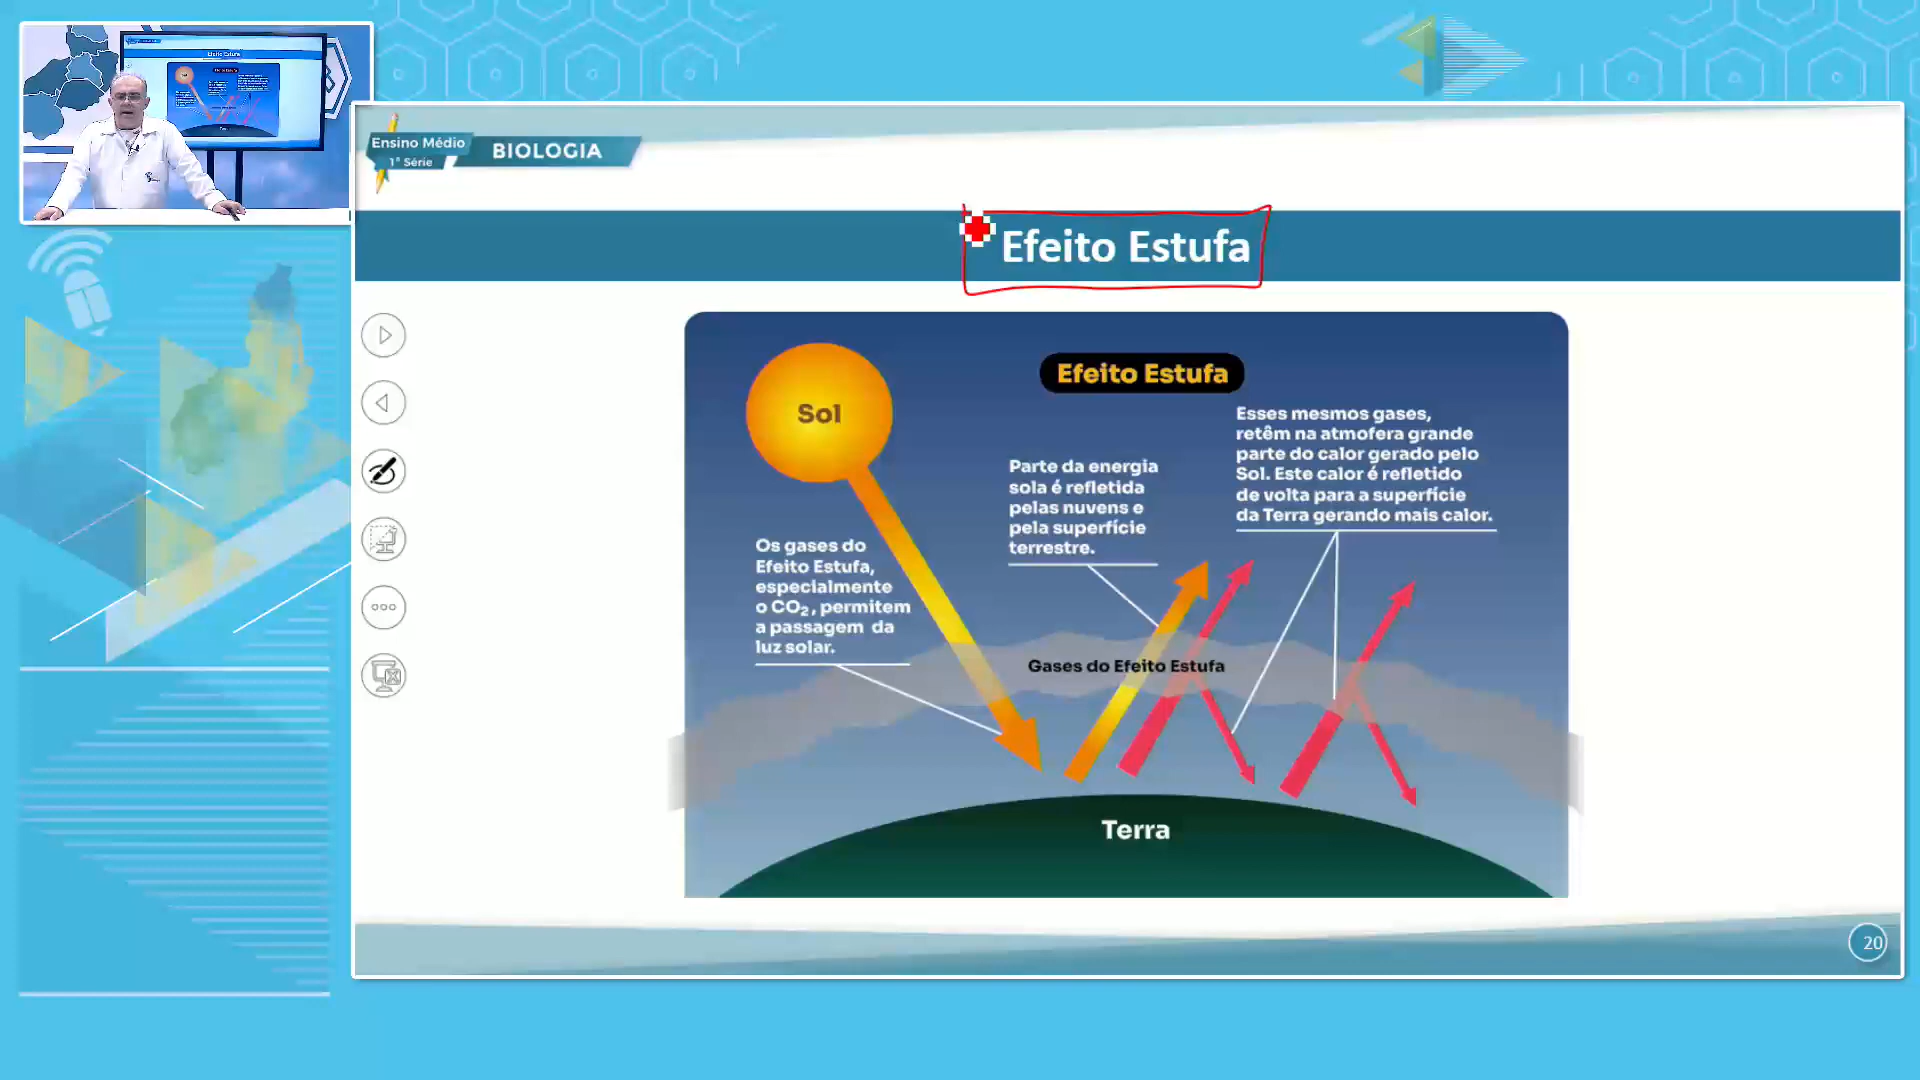 Ensino Médio
1ª Série
BIOLOGIA
Efeito Estufa
Efeito Estufa
Sol
Esses mesmos gases,
retêm na atmofera grande
parte do calor gerado pelo
Sol. Este calor é refletido
de volta para a superfície
da Terra gerando mais calor.
Parte da energia
sola é refletida
pelas nuvens e
pela superfície
terrestre.
Os gases do
Efeito Estufa,
especialmente
o CO₂, permitem
a passagem da
luz solar.
Gases do Efeito Estufa
Terra
20